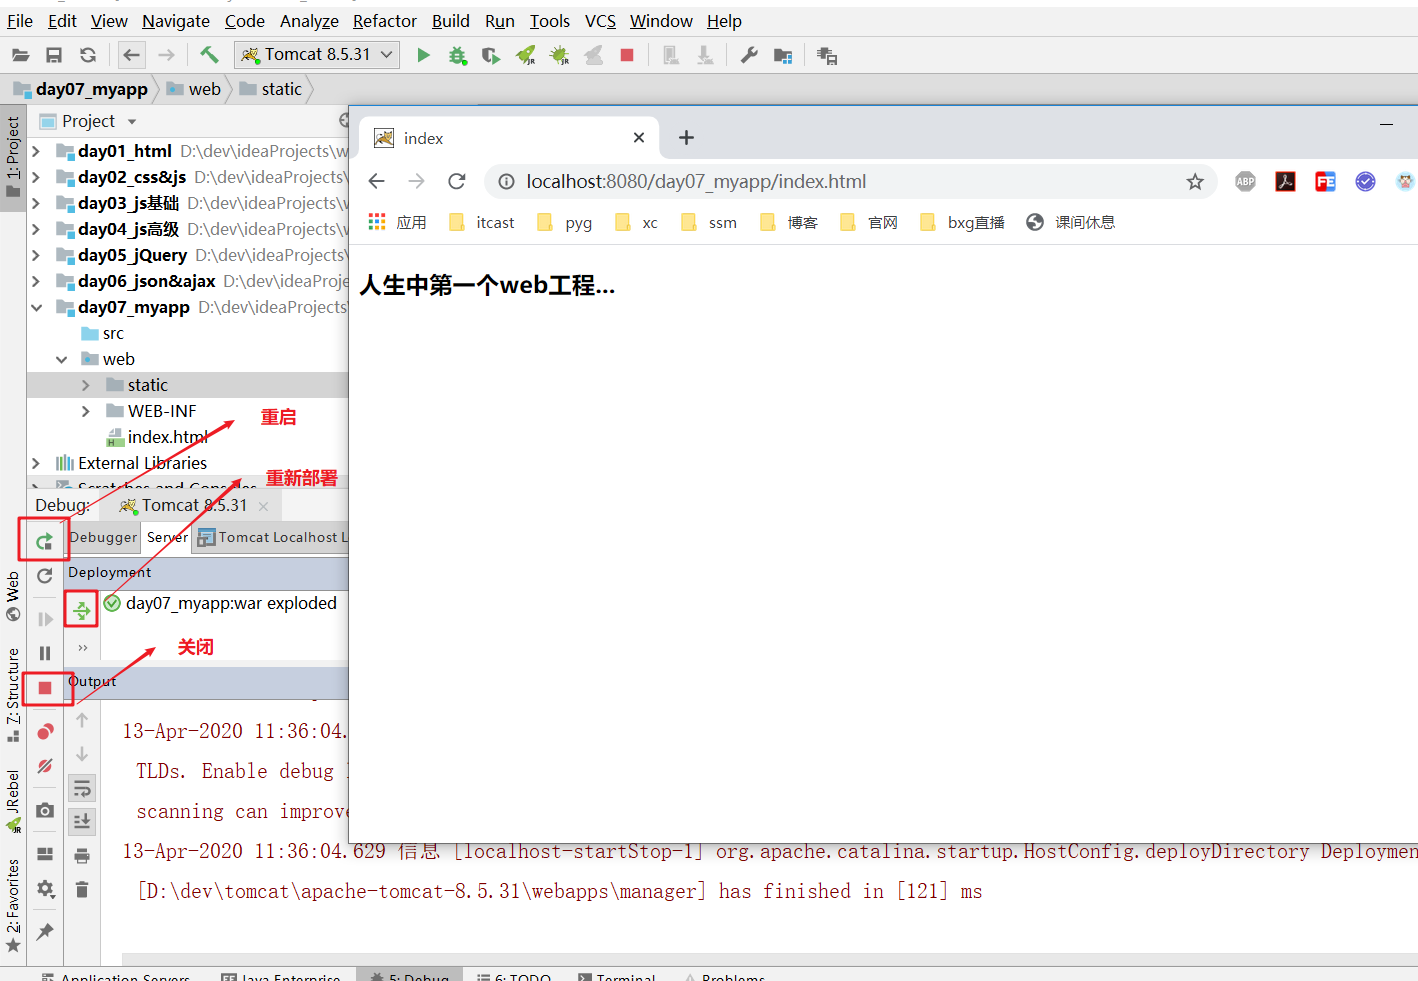 File Edit View Navigate Code Analyze Refactor Build Run Tools VCS Window Help
Tomcat 8.5.31
day07_myapp web static
1: Project
Project
day01_html D:\dev\ideaProjects\w
day02_css&js D:\dev\ideaProjects\
day03_js基础 D:\dev\ideaProjects\w
day04_js高级 D:\dev\ideaProjects\w
day05_jQuery D:\dev\ideaProjects\
day06_json&ajax D:\dev\ideaProje
day07_myapp D:\dev\ideaProjects\
src
web
static
WEB-INF
index.html
External Libraries
Scratches and Consoles
重启
重新部署
关闭
index
localhost:8080/day07_myapp/index.html
ABP
FE
应用 itcast pyg xc ssm 博客 官网 bxg直播 课间休息
人生中第一个web工程...
Debug: Tomcat 8.5.31
Debugger Server Tomcat Localhost L
Deployment
day07_myapp:war exploded
Output
Web
7: Structure
JRebel
2: Favorites
13-Apr-2020 11:36:04.
TLDs. Enable debug l
scanning can improve
13-Apr-2020 11:36:04.629 信息 [localhost-startStop-1] org.apache.catalina.startup.HostConfig.deployDirectory Deploymen
[D:\dev\tomcat\apache-tomcat-8.5.31\webapps\manager] has finished in [121] ms
Application Servers Java Enterprise 5: Debug 6: TODO Terminal Problems